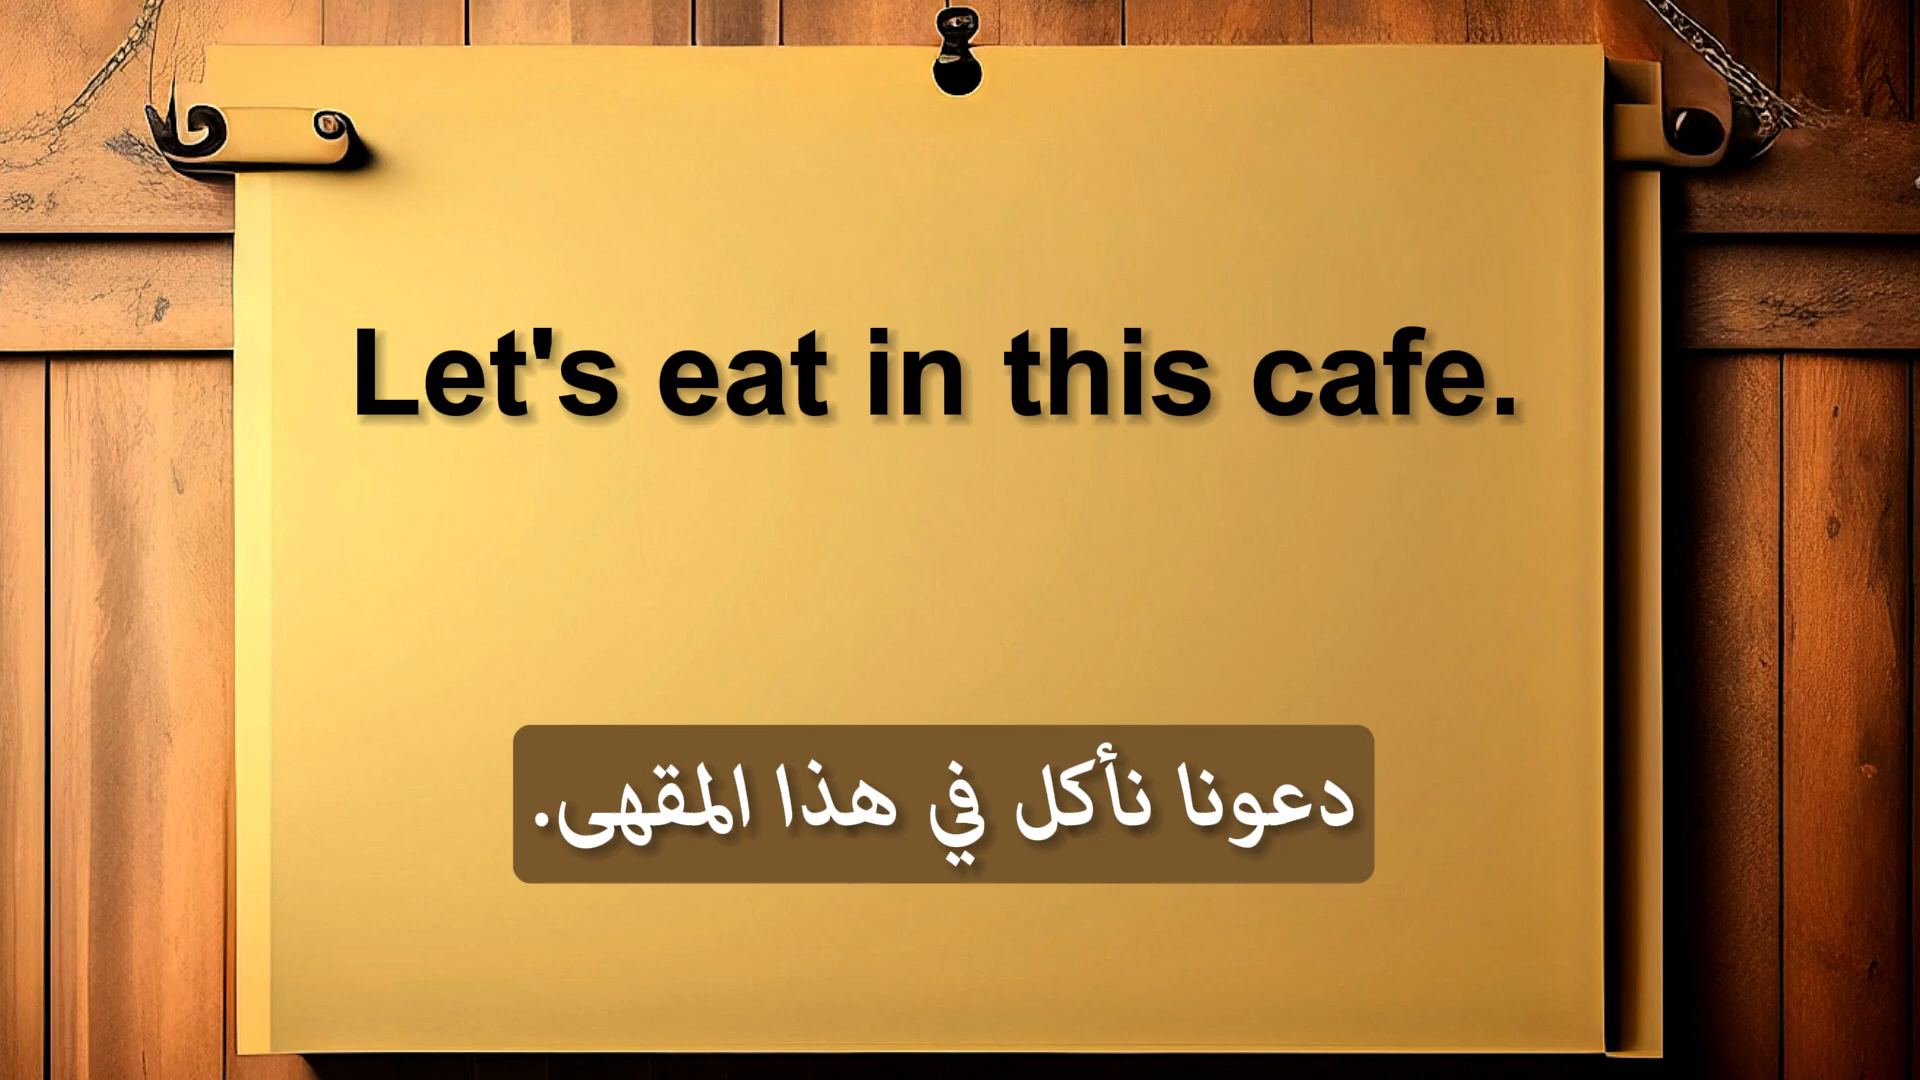 Let's eat in this cafe.
دعونا نأكل في هذا المقهى.